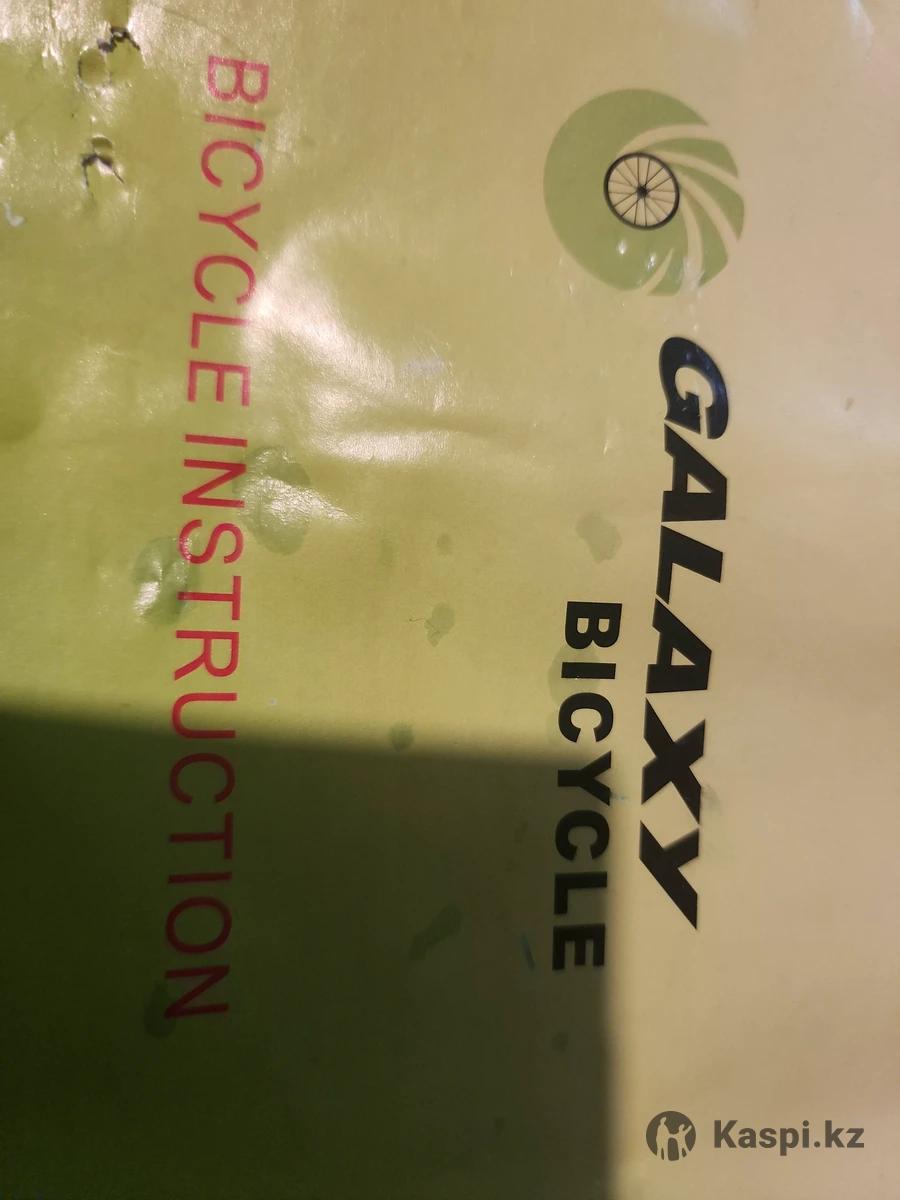 GALAXY
BICYCLE
BICYCLE INSTRUCTION
Kaspi.kz